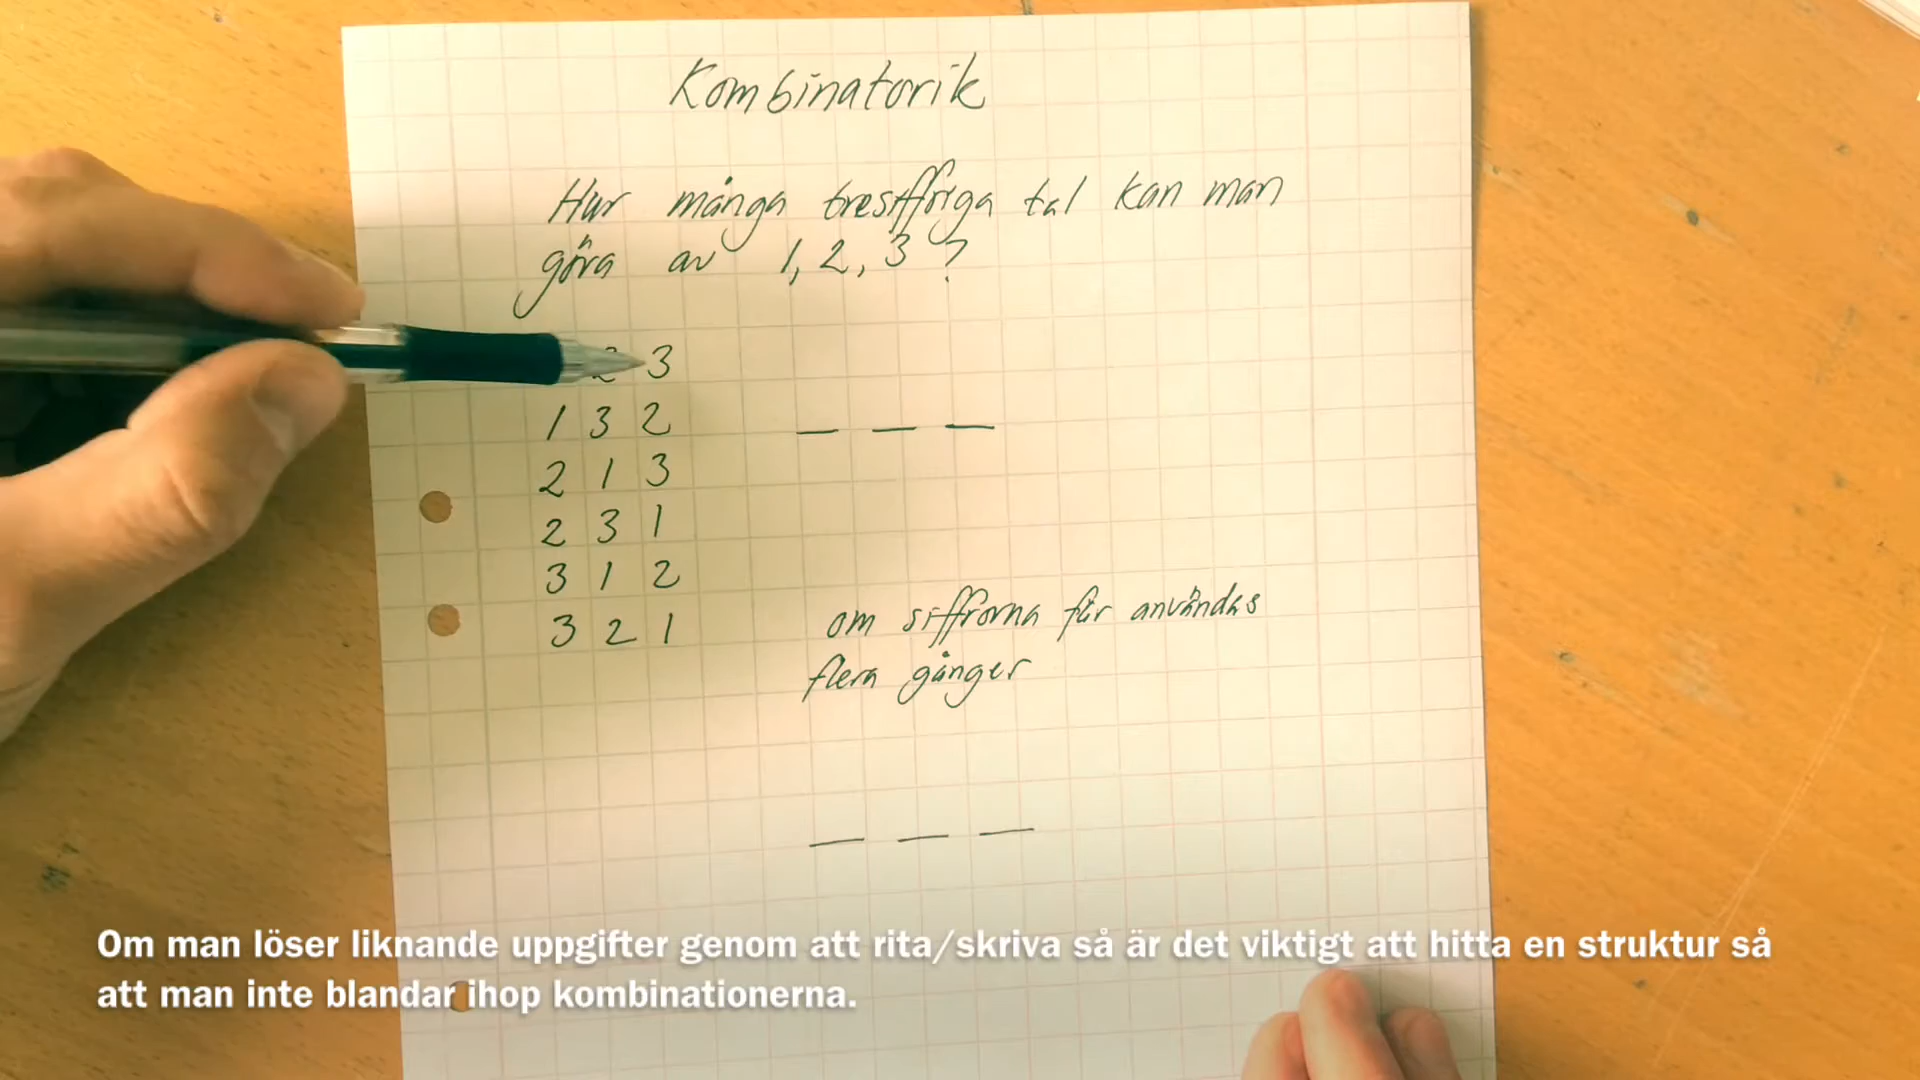 Kombinatorik
Hur många tresiffriga tal kan man
göra av 1, 2, 3 ?
2 3
1 3 2
2 1 3
2 3 1
3 1 2
3 2 1
om siffrorna får användas
flera gånger
Om man löser liknande uppgifter genom att rita/skriva så är det viktigt att hitta en struktur så
att man inte blandar ihop kombinationerna.